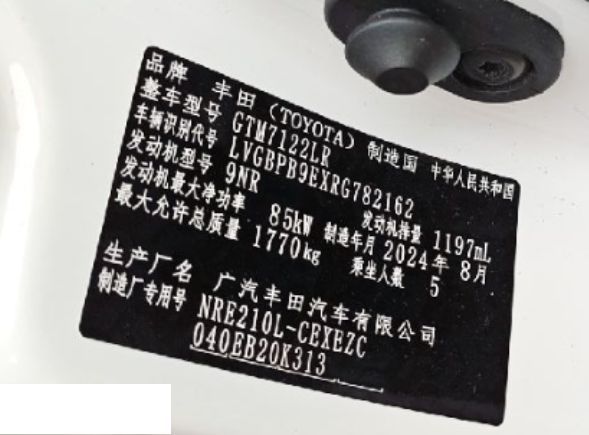 品牌 丰田（TOYOTA） 制造国 中华人民共和国
整车型号 GTM7122LR
车辆识别代号 LVGBPB9EXRG782162
发动机型号 9NR 发动机排量 1197mL
发动机最大净功率 85kW 制造年月 2024年8月
最大允许总质量 1770kg 乘坐人数 5
生产厂名 广汽丰田汽车有限公司
制造厂专用号 NRE210L-CEXEZC
040EB20K313